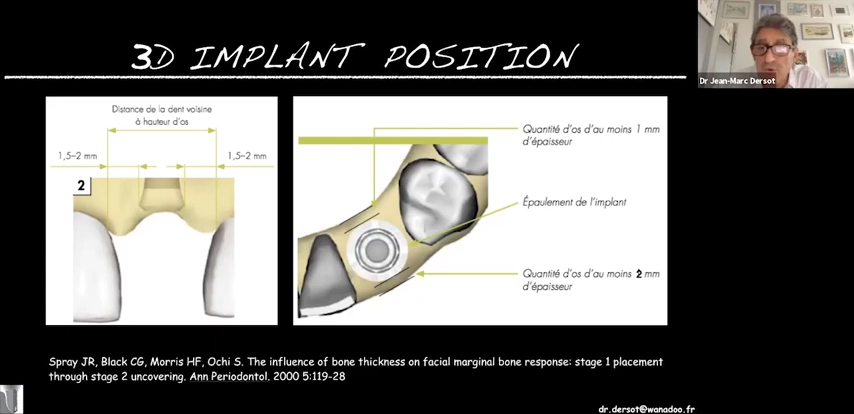 3D IMPLANT POSITION
Dr Jean-Marc Dersot
Distance de la dent voisine
à hauteur d'os
1,5–2 mm
1,5–2 mm
2
Quantité d'os d'au moins 1 mm
d'épaisseur
Épaulement de l'implant
Quantité d'os d'au moins 2 mm
d'épaisseur
Spray JR, Black CG, Morris HF, Ochi S. The influence of bone thickness on facial marginal bone response: stage 1 placement
through stage 2 uncovering. Ann Periodontol. 2000 5:119-28
dr.dersot@wanadoo.fr